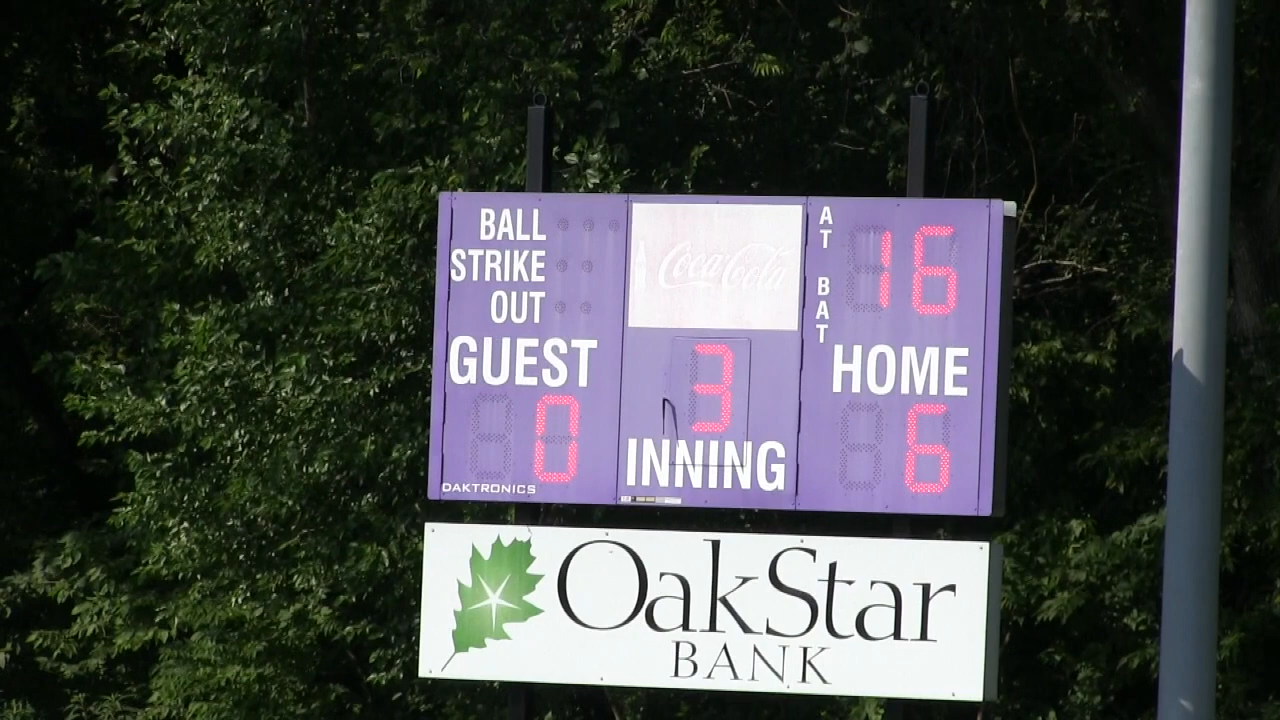 BALL
STRIKE
OUT
GUEST
0
DAKTRONICS
Coca-Cola
3
INNING
AT BAT
16
HOME
6
OakStar
BANK